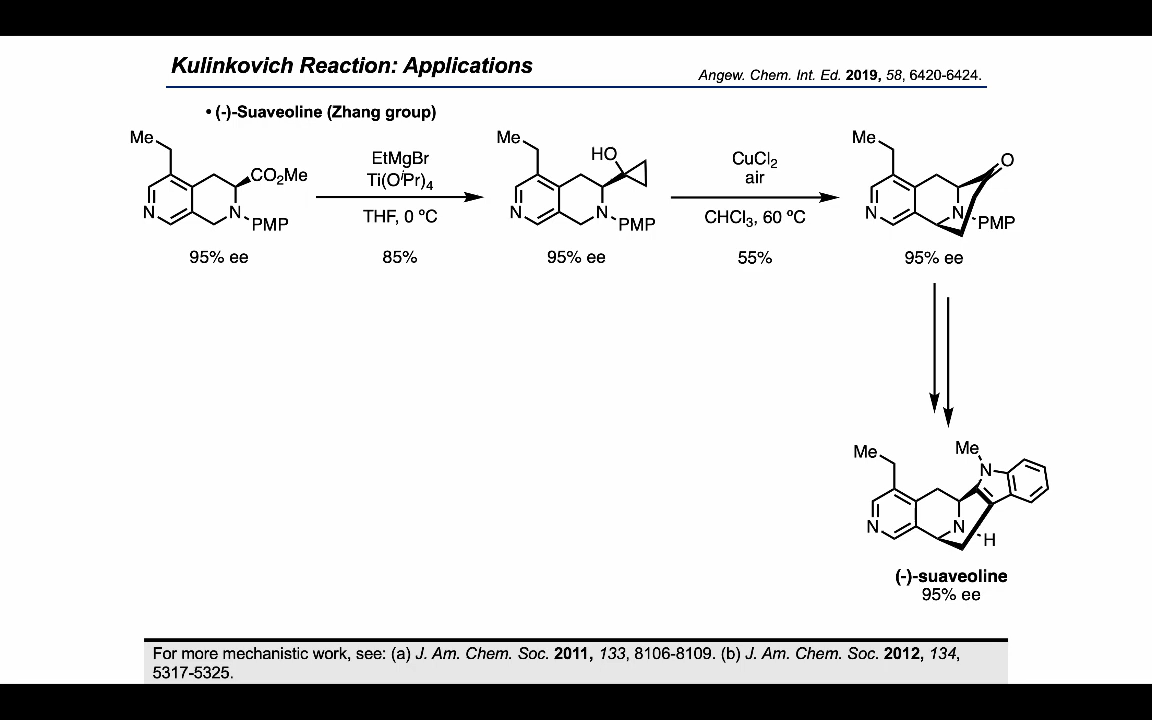 Kulinkovich Reaction: Applications
Angew. Chem. Int. Ed. 2019, 58, 6420-6424.
• (-)-Suaveoline (Zhang group)
Me
CO₂Me
N
N
PMP
95% ee
EtMgBr
Ti(OⁱPr)₄
THF, 0 ºC
85%
Me
HO
N
N
PMP
95% ee
CuCl₂
air
CHCl₃, 60 ºC
55%
Me
O
N
N
PMP
95% ee
Me
Me
N
N
N
H
(-)-suaveoline
95% ee
For more mechanistic work, see: (a) J. Am. Chem. Soc. 2011, 133, 8106-8109. (b) J. Am. Chem. Soc. 2012, 134,
5317-5325.